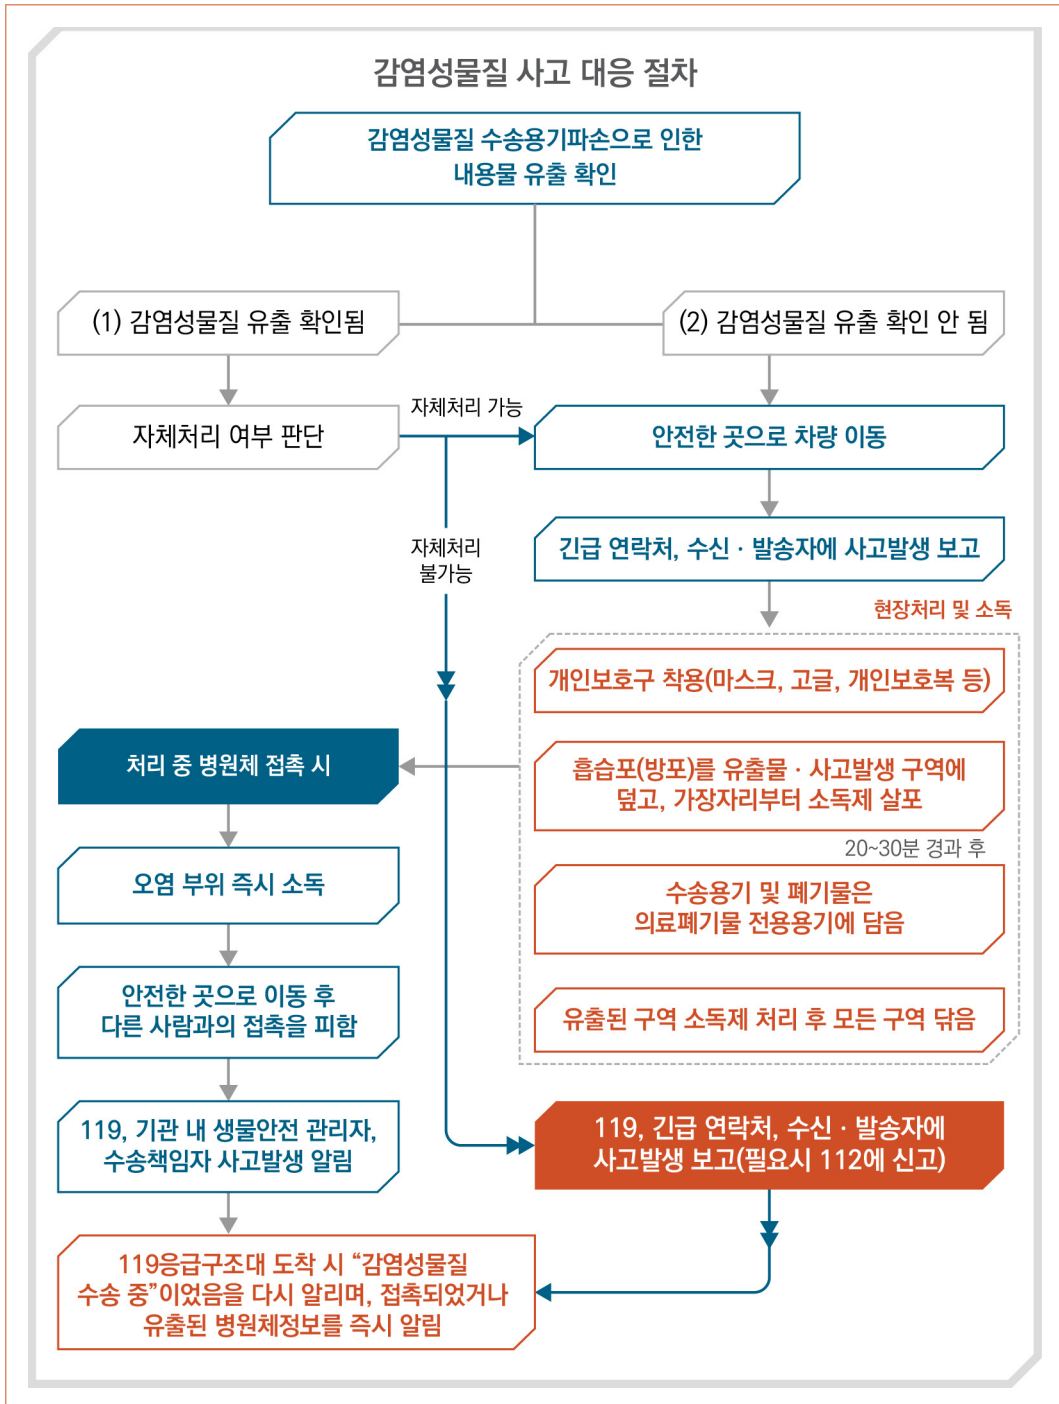 감염성물질 사고 대응 절차
감염성물질 수송용기파손으로 인한
내용물 유출 확인
(1) 감염성물질 유출 확인됨
(2) 감염성물질 유출 확인 안 됨
자체처리 여부 판단
자체처리 가능
안전한 곳으로 차량 이동
자체처리
불가능
긴급 연락처, 수신 · 발송자에 사고발생 보고
현장처리 및 소독
개인보호구 착용(마스크, 고글, 개인보호복 등)
흡습포(방포)를 유출물 · 사고발생 구역에
덮고, 가장자리부터 소독제 살포
20~30분 경과 후
수송용기 및 폐기물은
의료폐기물 전용용기에 담음
유출된 구역 소독제 처리 후 모든 구역 닦음
처리 중 병원체 접촉 시
오염 부위 즉시 소독
안전한 곳으로 이동 후
다른 사람과의 접촉을 피함
119, 기관 내 생물안전 관리자,
수송책임자 사고발생 알림
119, 긴급 연락처, 수신 · 발송자에
사고발생 보고(필요시 112에 신고)
119응급구조대 도착 시 “감염성물질
수송 중”이었음을 다시 알리며, 접촉되었거나
유출된 병원체정보를 즉시 알림